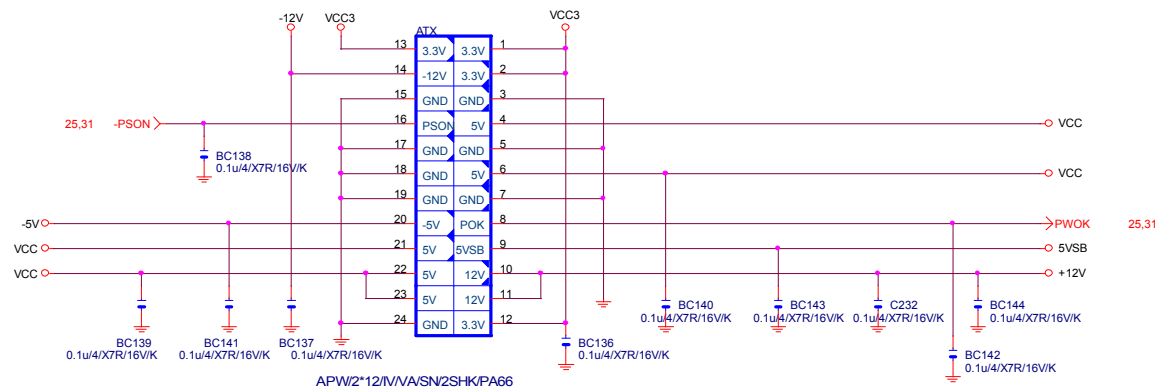 -12V VCC3 VCC3
ATX
13 3.3V 3.3V 1
14 -12V 3.3V 2
15 GND GND 3
25,31 -PSON 16 PSON 5V 4 VCC
17 GND GND 5
18 GND 5V 6 VCC
19 GND GND 7
-5V 20 -5V POK 8 PWOK 25,31
VCC 21 5V 5VSB 9 5VSB
VCC 22 5V 12V 10 +12V
23 5V 12V 11
24 GND 3.3V 12
BC138
0.1u/4/X7R/16V/K
BC139
0.1u/4/X7R/16V/K
BC141
0.1u/4/X7R/16V/K
BC137
0.1u/4/X7R/16V/K
BC136
0.1u/4/X7R/16V/K
BC140
0.1u/4/X7R/16V/K
BC143
0.1u/4/X7R/16V/K
C232
0.1u/4/X7R/16V/K
BC144
0.1u/4/X7R/16V/K
BC142
0.1u/4/X7R/16V/K
APW/2*12/IV/VA/SN/2SHK/PA66